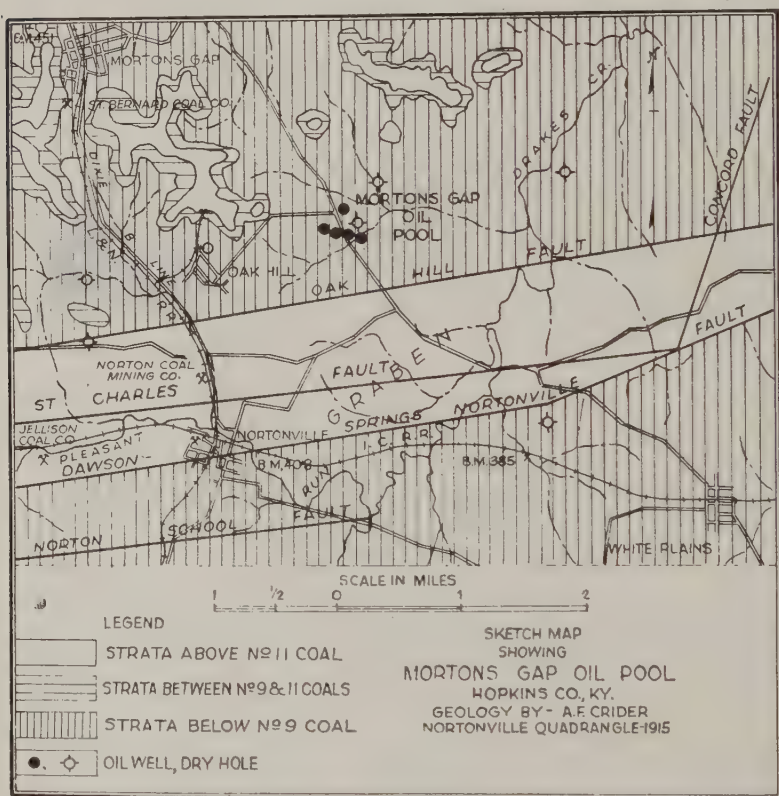 MORTONS GAP
ST. BERNARD COAL CO.
DIXIE
L & N
B
LINE
R.R.
DRAKES CR.
CONCORD FAULT
MORTONS GAP
OIL
POOL
OAK HILL
OAK HILL FAULT
NORTON COAL
MINING CO.
ST CHARLES FAULT
GRABEN
JELLISON
COAL CO.
PLEASANT
RUN
DAWSON SPRINGS NORTONVILLE FAULT
NORTONVILLE
I. C. R. R.
B.M. 408
B.M. 385
NORTON SCHOOL FAULT
WHITE PLAINS
SCALE IN MILES
1 1/2 0 1 2
LEGEND
STRATA ABOVE Nº 11 COAL
STRATA BETWEEN Nº 9 & 11 COALS
STRATA BELOW Nº 9 COAL
OIL WELL, DRY HOLE
SKETCH MAP
SHOWING
MORTONS GAP OIL POOL
HOPKINS CO., KY.
GEOLOGY BY - A.F. CRIDER
NORTONVILLE QUADRANGLE-1915